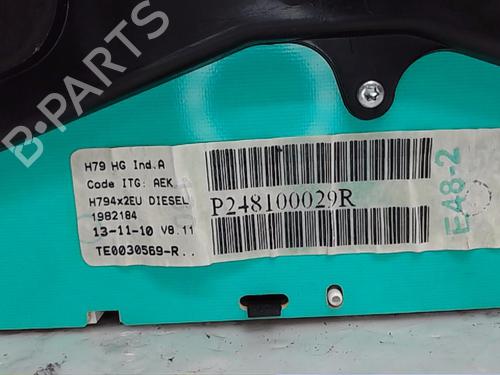 B-PARTS
H79 HG Ind.A
Code ITG: AEK
H794x2EU DIESEL
1982184
13-11-10 V8.11
TE0030569-R..
P248100029R
EA8-2